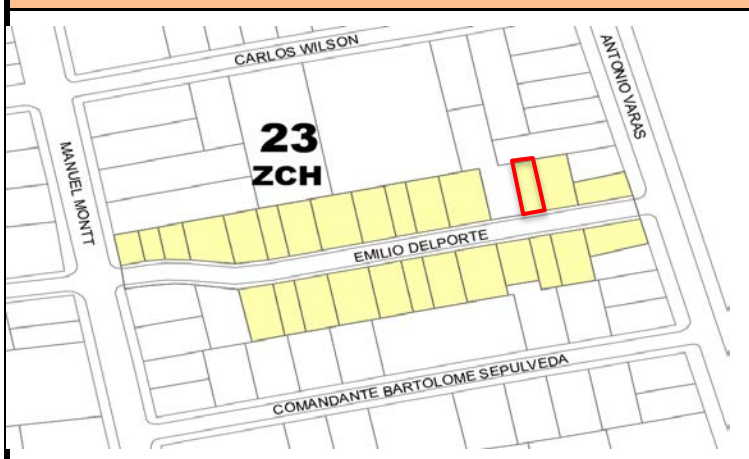 CARLOS WILSON
ANTONIO VARAS
23
ZCH
MANUEL MONTT
EMILIO DELPORTE
COMANDANTE BARTOLOME SEPULVEDA